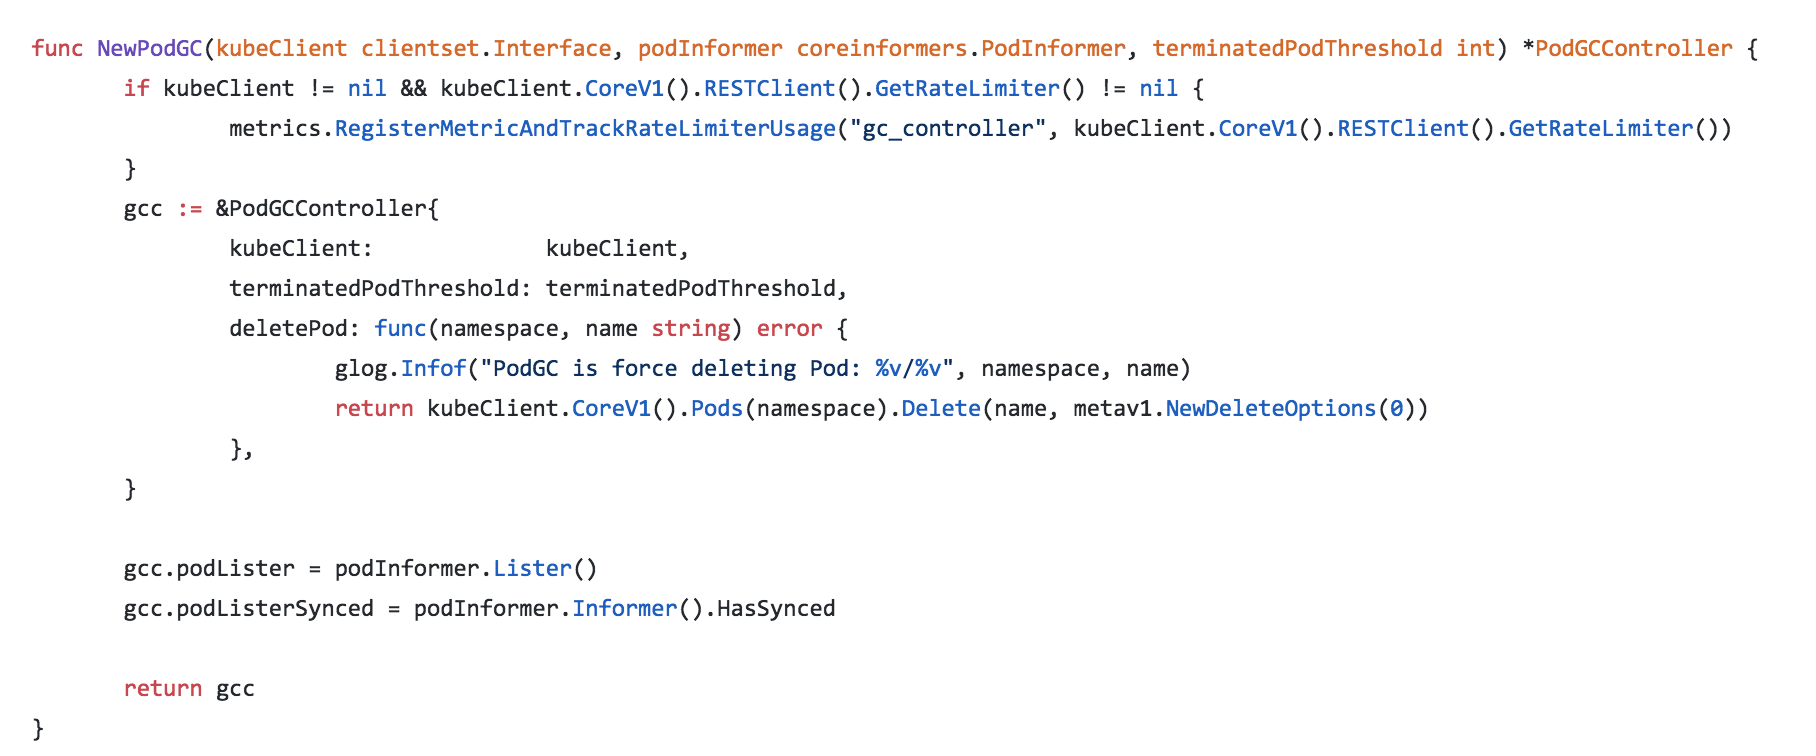 func NewPodGC(kubeClient clientset.Interface, podInformer coreinformers.PodInformer, terminatedPodThreshold int) *PodGCController {
if kubeClient != nil && kubeClient.CoreV1().RESTClient().GetRateLimiter() != nil {
metrics.RegisterMetricAndTrackRateLimiterUsage("gc_controller", kubeClient.CoreV1().RESTClient().GetRateLimiter())
}
gcc := &PodGCController{
kubeClient:             kubeClient,
terminatedPodThreshold: terminatedPodThreshold,
deletePod: func(namespace, name string) error {
glog.Infof("PodGC is force deleting Pod: %v/%v", namespace, name)
return kubeClient.CoreV1().Pods(namespace).Delete(name, metav1.NewDeleteOptions(0))
},
}
gcc.podLister = podInformer.Lister()
gcc.podListerSynced = podInformer.Informer().HasSynced
return gcc
}